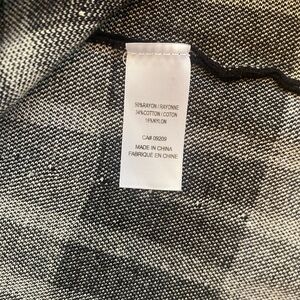 50%RAYON / RAYONNE
34%COTTON / COTON
16%NYLON
CA# 09209
MADE IN CHINA
FABRIQUÉ EN CHINE